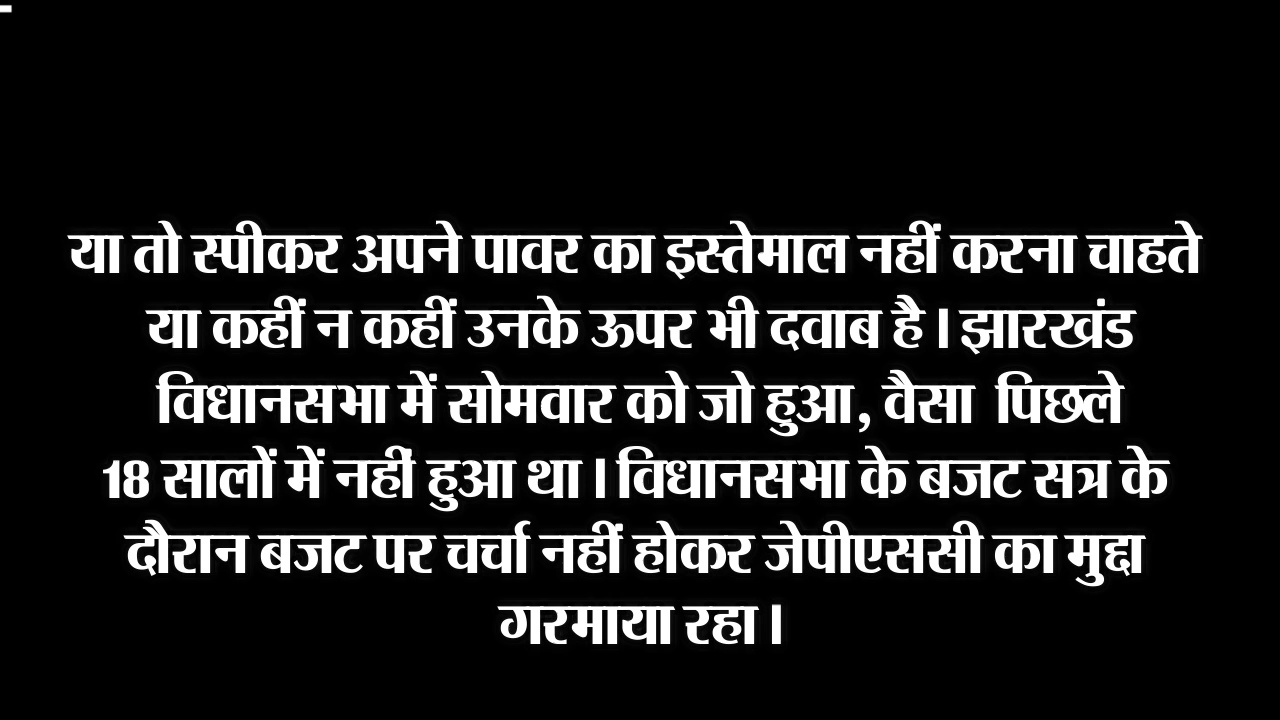 या तो स्पीकर अपने पावर का इस्तेमाल नहीं करना चाहते
या कहीं न कहीं उनके ऊपर भी दवाब है । झारखंड
विधानसभा में सोमवार को जो हुआ, वैसा पिछले
18 सालों में नहीं हुआ था । विधानसभा के बजट सत्र के
दौरान बजट पर चर्चा नहीं होकर जेपीएससी का मुद्दा
गरमाया रहा ।